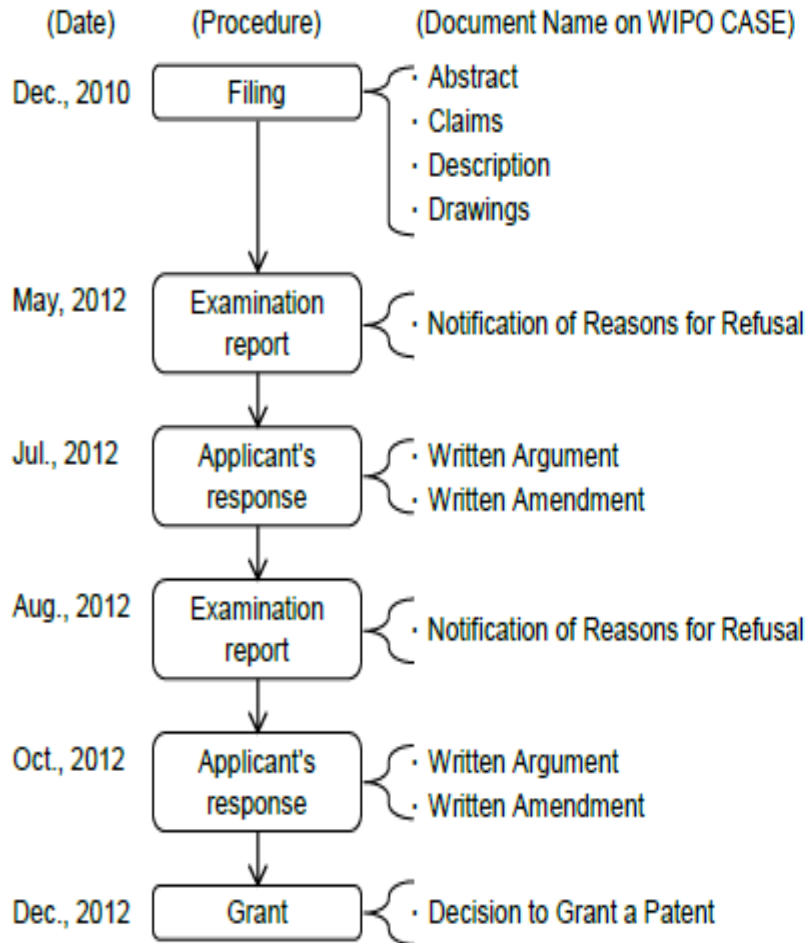 (Date) (Procedure) (Document Name on WIPO CASE)
Dec., 2010 Filing · Abstract
· Claims
· Description
· Drawings
May, 2012 Examination report · Notification of Reasons for Refusal
Jul., 2012 Applicant's response · Written Argument
· Written Amendment
Aug., 2012 Examination report · Notification of Reasons for Refusal
Oct., 2012 Applicant's response · Written Argument
· Written Amendment
Dec., 2012 Grant · Decision to Grant a Patent